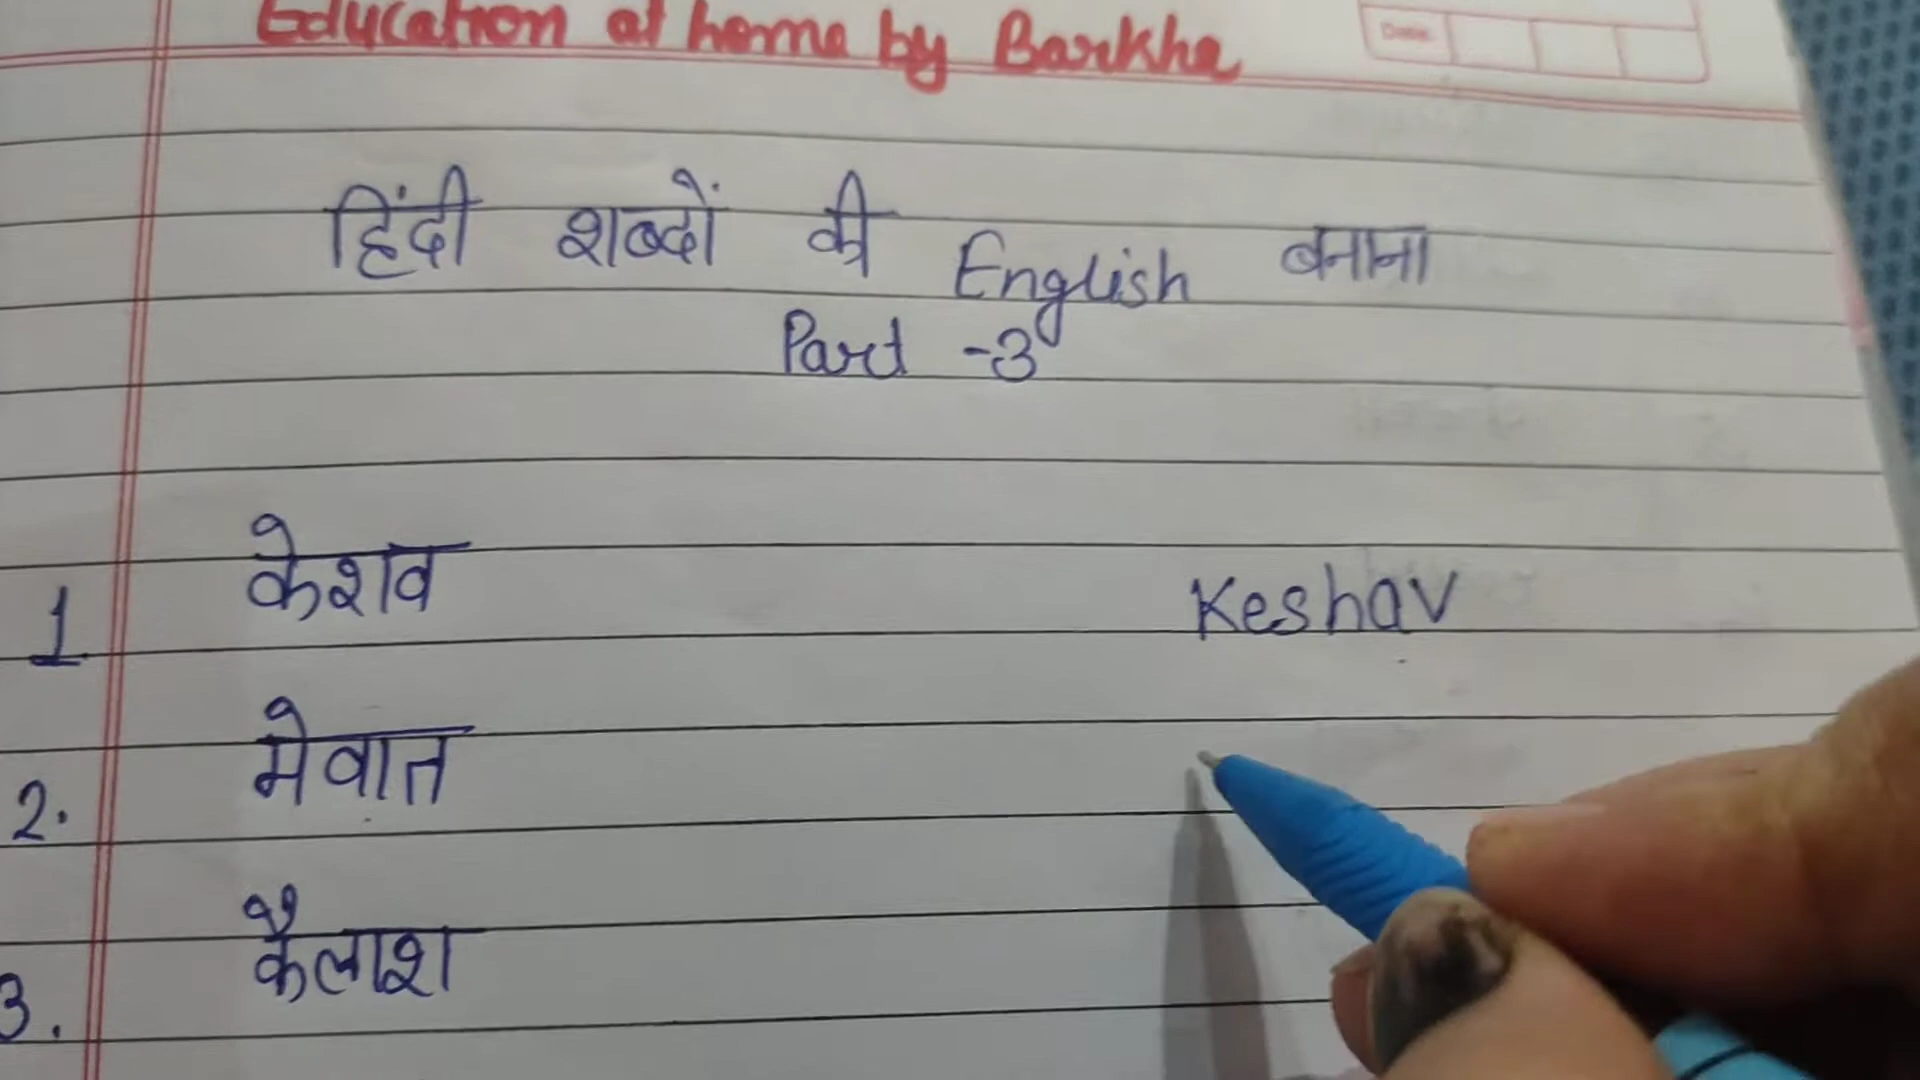 Education at home by Barkha
Date:
हिंदी शब्दों की English बनाना
Part -3
1 केशव Keshav
2. मेवात
3. कैलाश